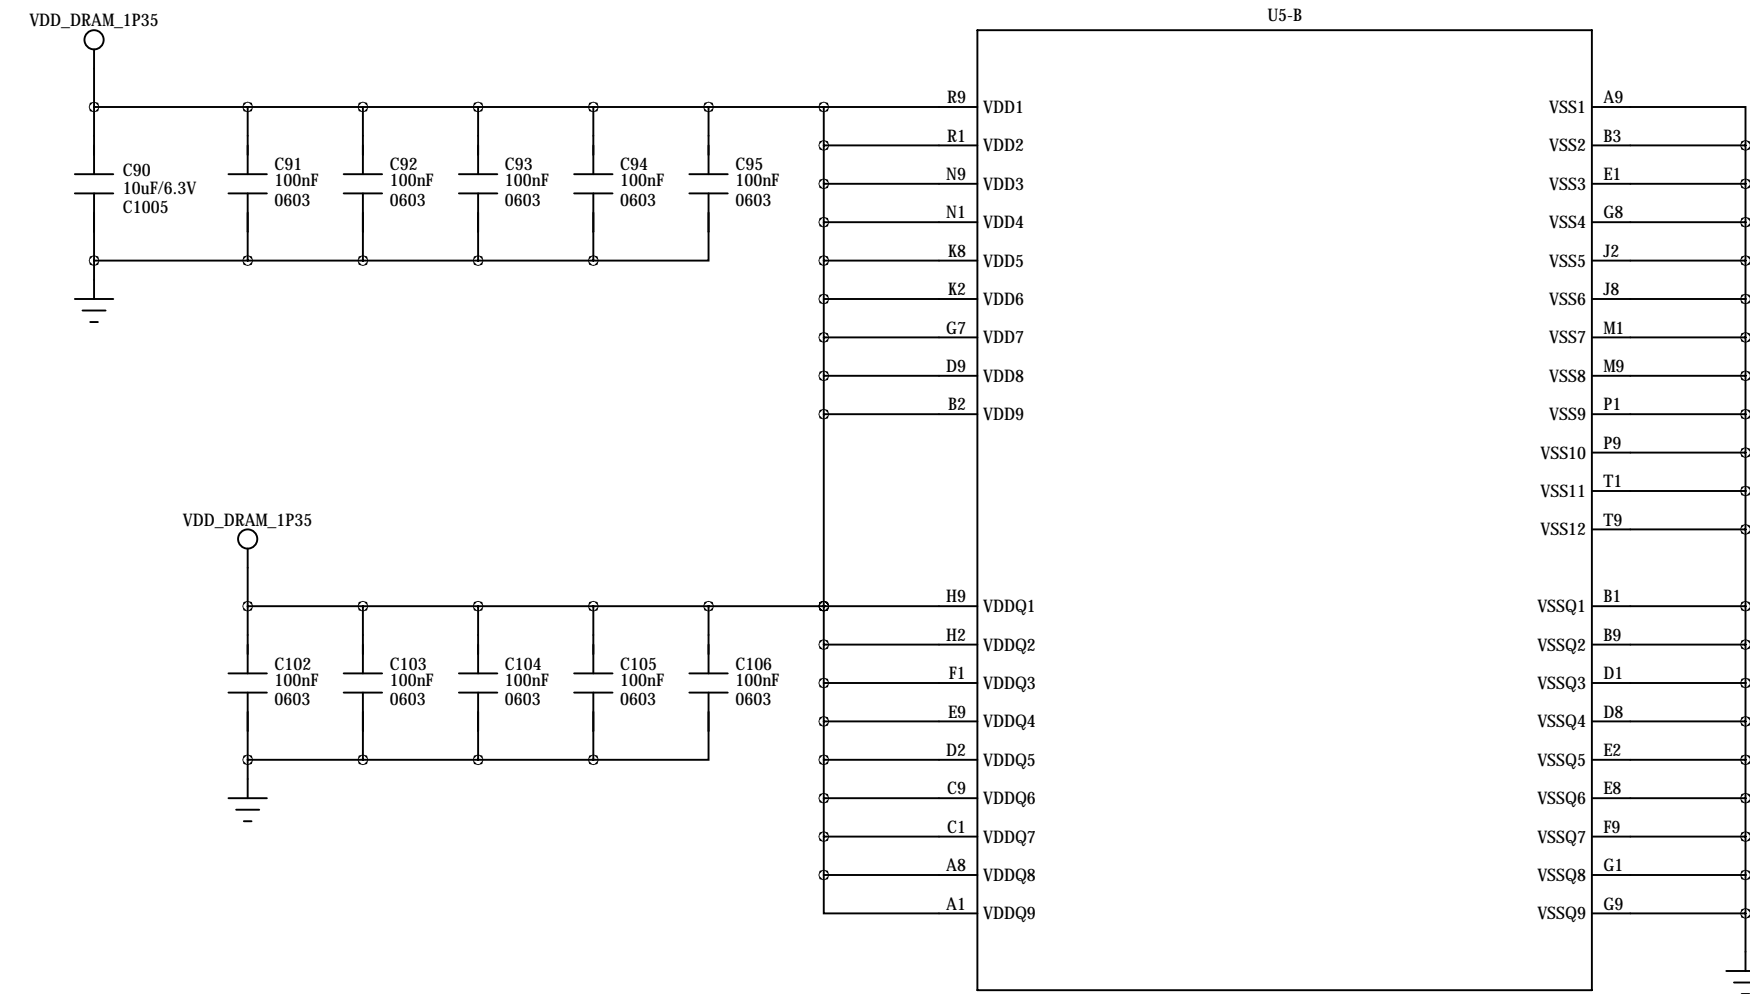 U5-B
VDD_DRAM_1P35
R9 VDD1
VSS1 A9
R1 VDD2
VSS2 B3
C90
10uF/6.3V
C1005
C91
100nF
0603
C92
100nF
0603
C93
100nF
0603
C94
100nF
0603
C95
100nF
0603
N9 VDD3
VSS3 E1
N1 VDD4
VSS4 G8
K8 VDD5
VSS5 J2
K2 VDD6
VSS6 J8
G7 VDD7
VSS7 M1
D9 VDD8
VSS8 M9
B2 VDD9
VSS9 P1
VSS10 P9
VSS11 T1
VSS12 T9
VDD_DRAM_1P35
H9 VDDQ1
VSSQ1 B1
H2 VDDQ2
VSSQ2 B9
C102
100nF
0603
C103
100nF
0603
C104
100nF
0603
C105
100nF
0603
C106
100nF
0603
F1 VDDQ3
VSSQ3 D1
E9 VDDQ4
VSSQ4 D8
D2 VDDQ5
VSSQ5 E2
C9 VDDQ6
VSSQ6 E8
C1 VDDQ7
VSSQ7 F9
A8 VDDQ8
VSSQ8 G1
A1 VDDQ9
VSSQ9 G9